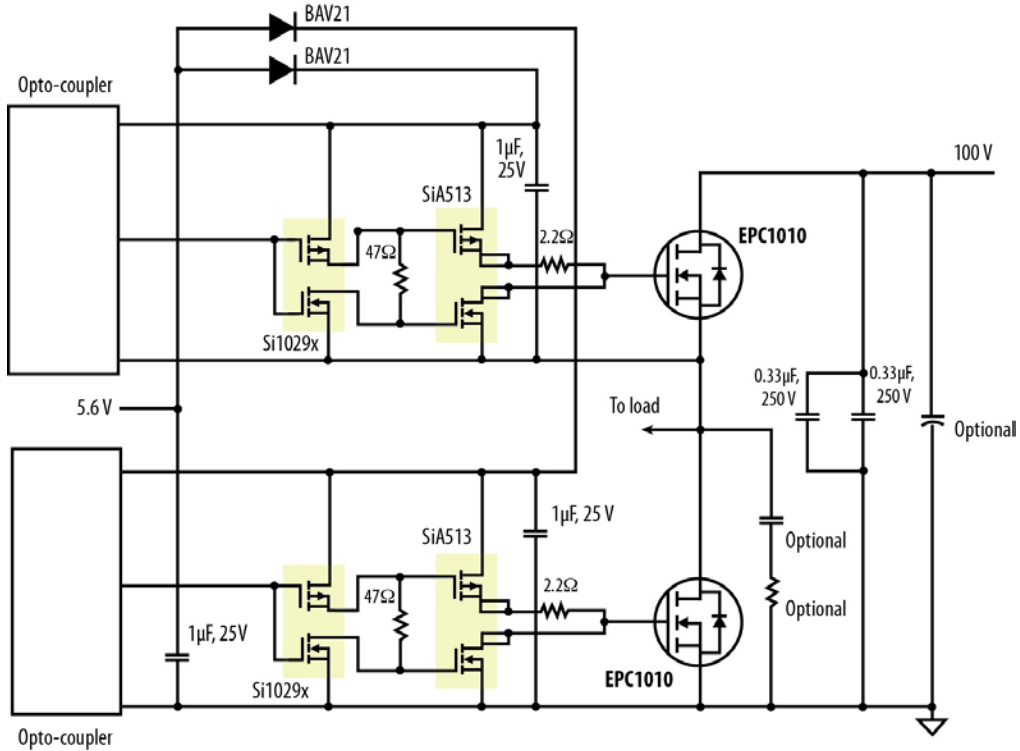 BAV21
BAV21
Opto-coupler
1µF,
25V
100 V
SiA513
EPC1010
47Ω
2.2Ω
Si1029x
0.33µF,
250 V
0.33µF,
250 V
5.6 V
To load
Optional
1µF, 25 V
SiA513
Optional
2.2Ω
47Ω
Optional
1µF, 25V
EPC1010
Si1029x
Opto-coupler